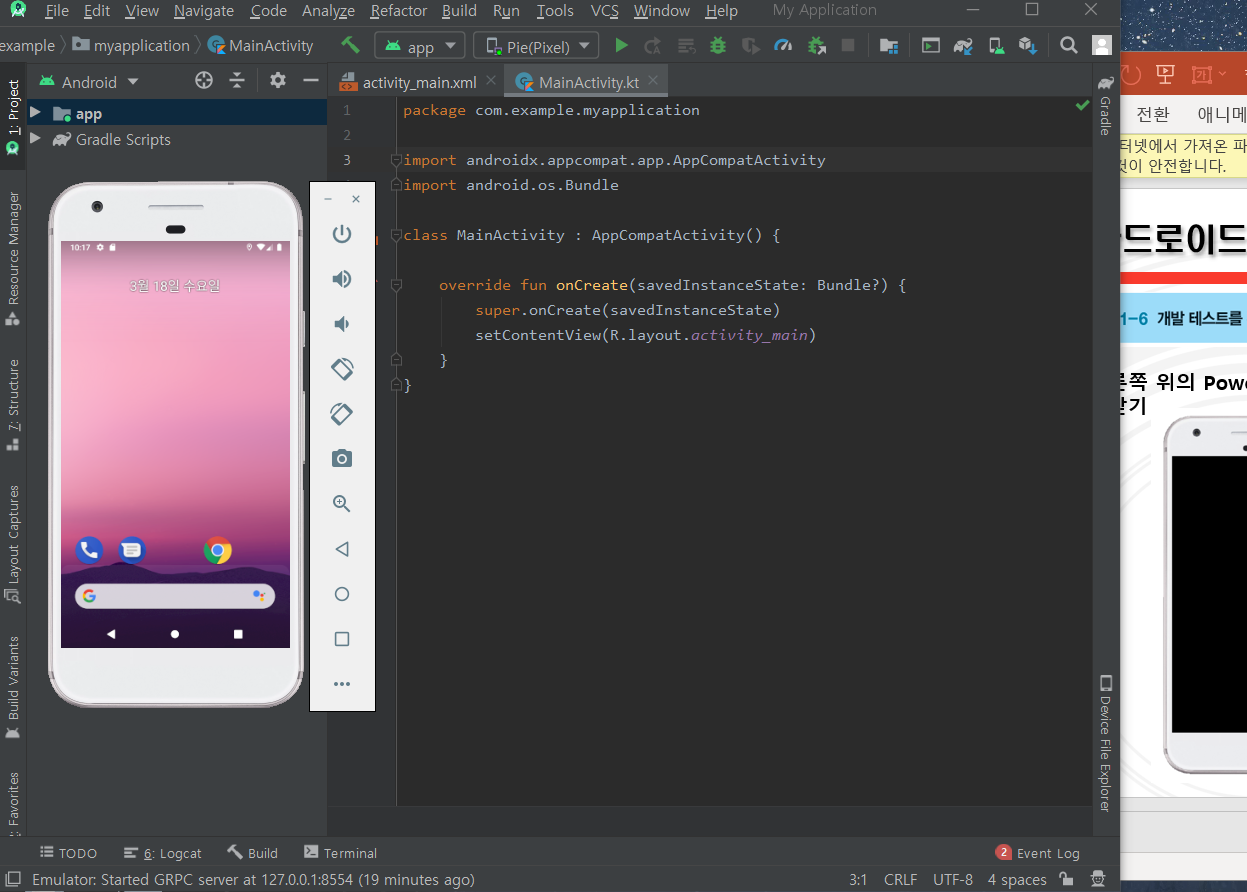 File Edit View Navigate Code Analyze Refactor Build Run Tools VCS Window Help My Application
example myapplication MainActivity app Pie(Pixel)
1: Project
Resource Manager
7: Structure
Layout Captures
Build Variants
Favorites
Android
app
Gradle Scripts
activity_main.xml MainActivity.kt
1 package com.example.myapplication
2
3 import androidx.appcompat.app.AppCompatActivity
import android.os.Bundle
class MainActivity : AppCompatActivity() {
override fun onCreate(savedInstanceState: Bundle?) {
super.onCreate(savedInstanceState)
setContentView(R.layout.activity_main)
}
}
10:17
3월 18일 수요일
Gradle
Device File Explorer
전환 애니메
터넷에서 가져온 파
것이 안전합니다.
드로이드
1-6 개발 테스트를
른쪽 위의 Powe
닫기
TODO 6: Logcat Build Terminal 2 Event Log
Emulator: Started GRPC server at 127.0.0.1:8554 (19 minutes ago) 3:1 CRLF UTF-8 4 spaces